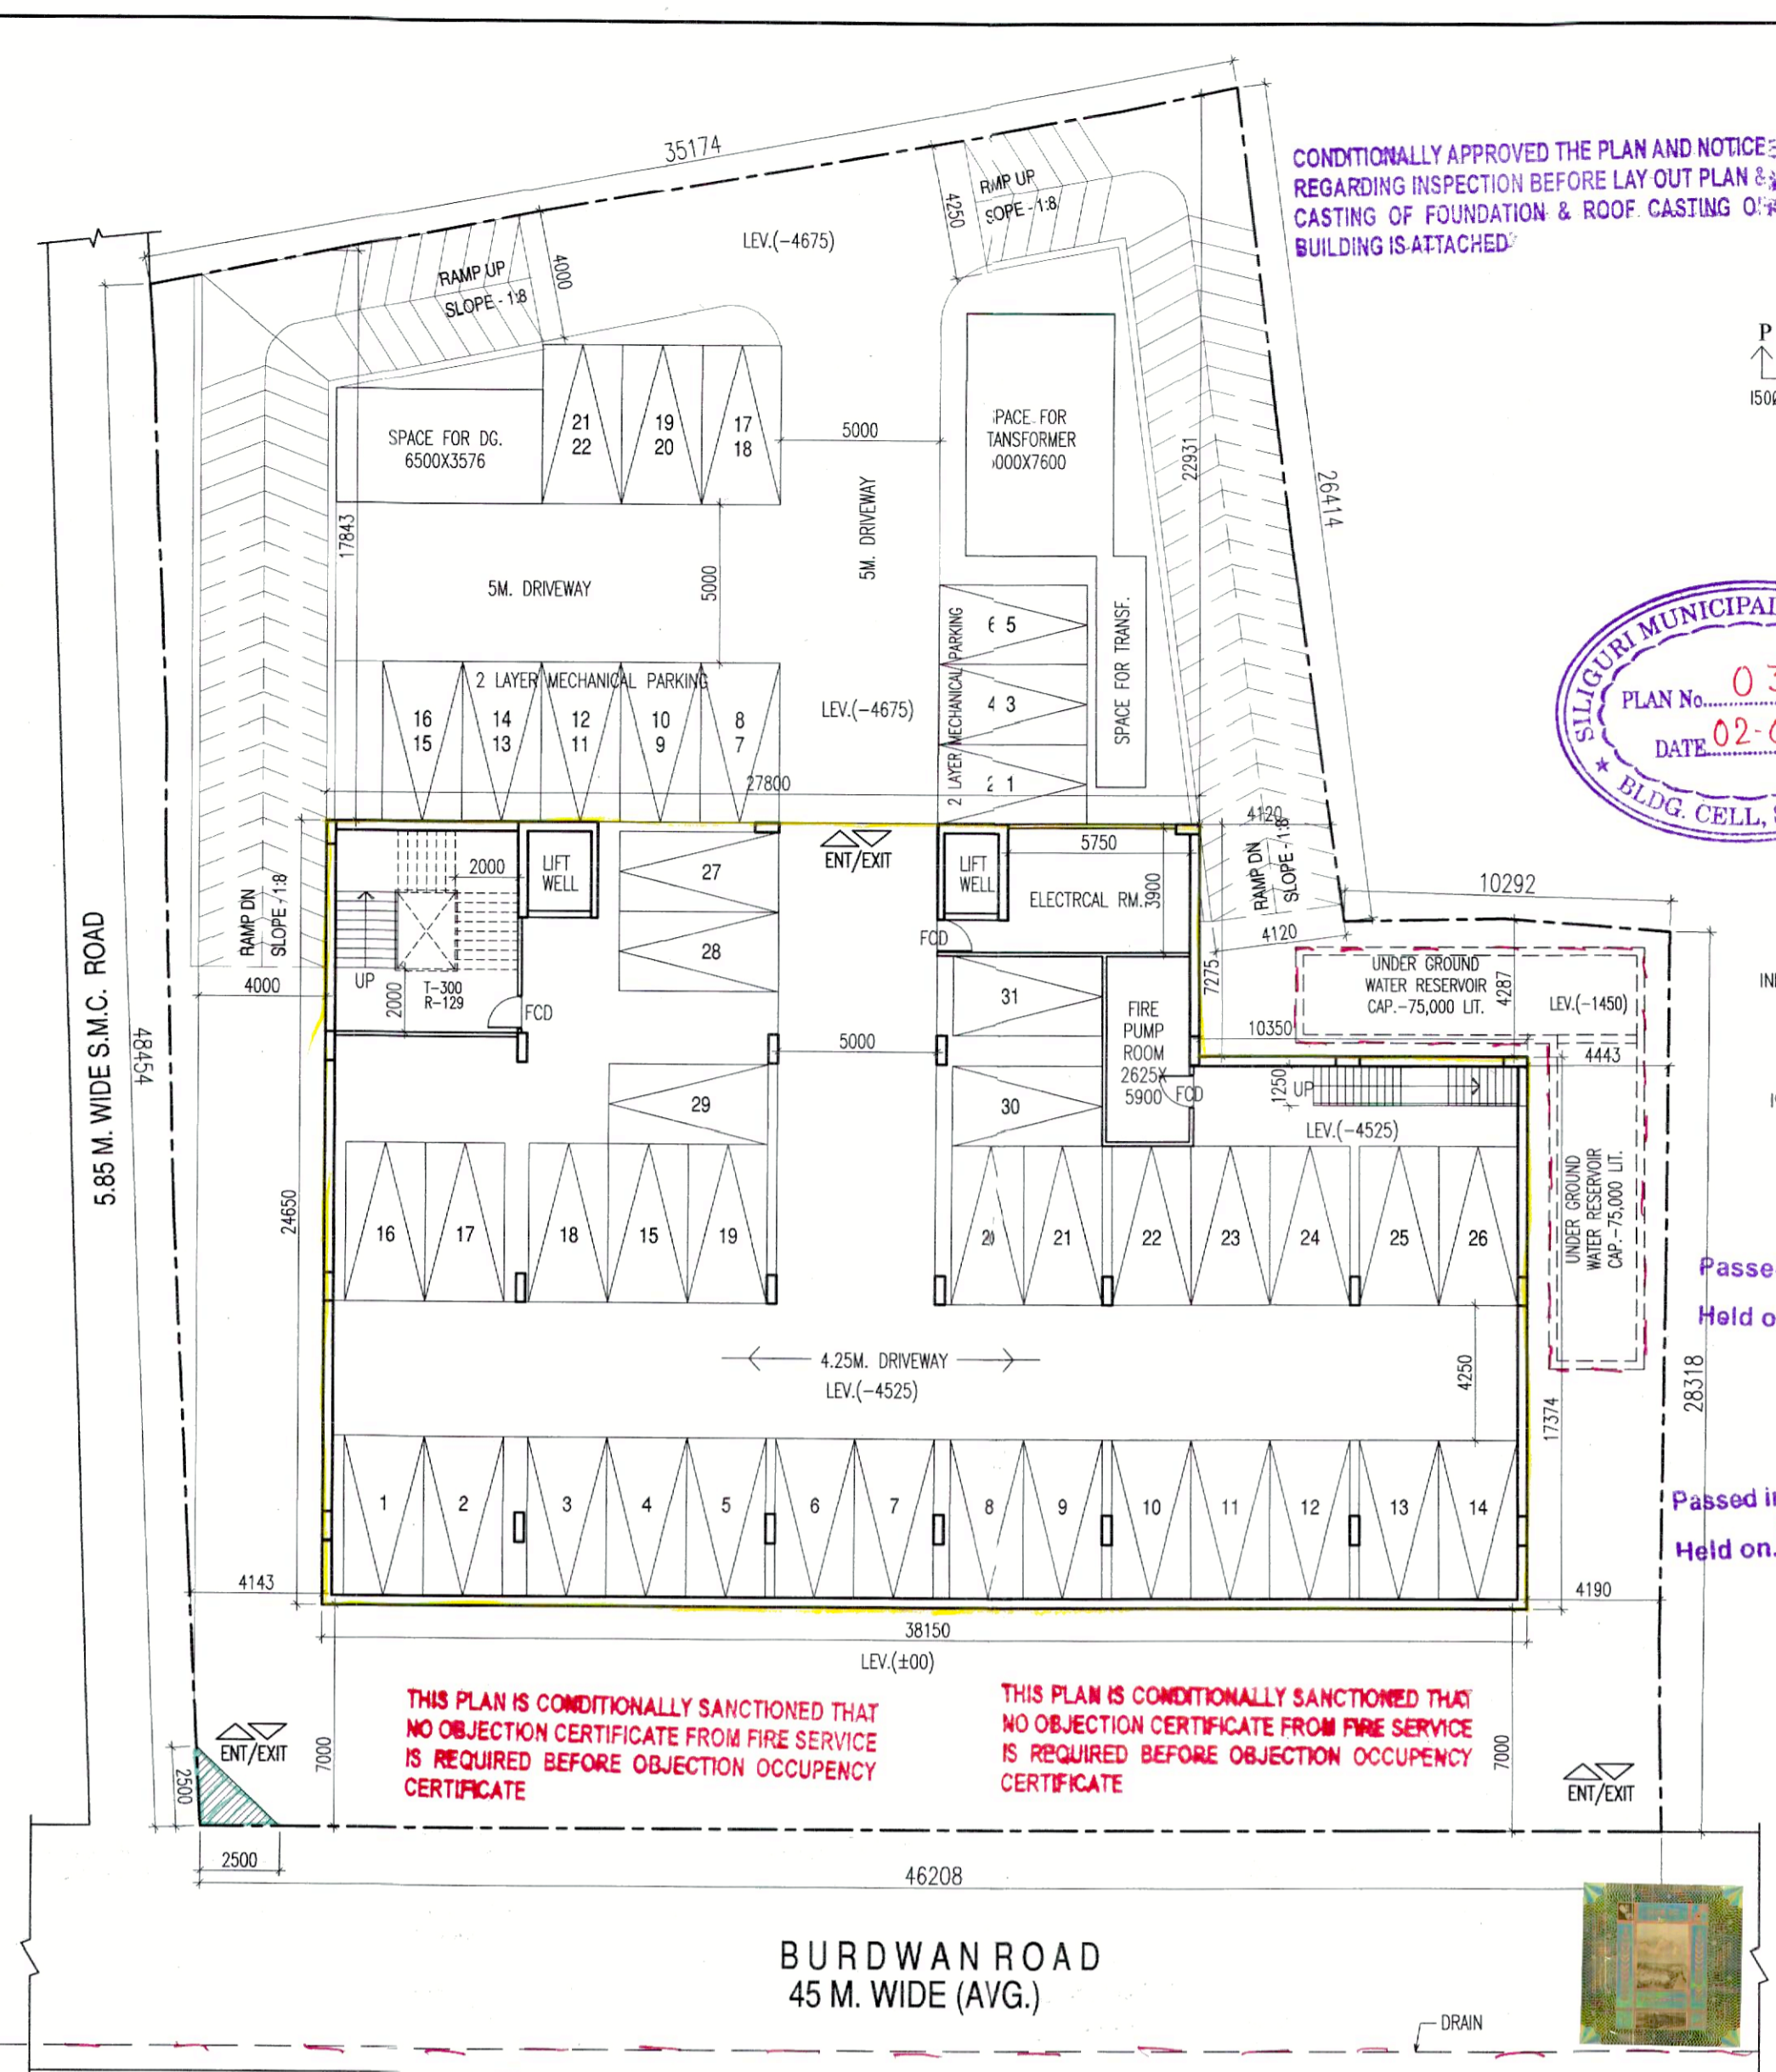 35174
CONDITIONALLY APPROVED THE PLAN AND NOTICE
REGARDING INSPECTION BEFORE LAY OUT PLAN &
CASTING OF FOUNDATION & ROOF CASTING
BUILDING IS ATTACHED
RMP UP
SOPE - 1:8
4250
LEV.(-4675)
RAMP UP
SLOPE - 1:8
4000
P
SPACE FOR DG.
6500X3576
21
22
19
20
17
18
5000
PACE FOR
TANSFORMER
000X7600
22931
26414
17843
5M. DRIVEWAY
5000
5M. DRIVEWAY
2 LAYER MECHANICAL PARKING
16
15
14
13
12
11
10
9
8
7
LEV.(-4675)
2 LAYER MECHANICAL PARKING
6 5
4 3
2 1
SPACE FOR TRANSF.
SILIGURI MUNICIPAL
PLAN No.
DATE
BLDG. CELL,
27800
4120
RAMP DN
SLOPE - 1:8
RAMP DN
SLOPE - 1:8
2000
LIFT
WELL
27
28
ENT/EXIT
LIFT
WELL
5750
ELECTRCAL RM.
3900
FCD
4120
10292
UP
2000
T-300
R-129
FCD
4000
31
FIRE
PUMP
ROOM
2625X
5900
FCD
7275
UNDER GROUND
WATER RESERVOIR
CAP.-75,000 LIT.
4287
LEV.(-1450)
10350
4443
5.85 M. WIDE S.M.C. ROAD
48454
5000
29
30
1250
UP
LEV.(-4525)
24650
16
17
18
15
19
20
21
22
23
24
25
26
UNDER GROUND
WATER RESERVOIR
CAP.-75,000 LIT.
28318
Held o
4.25M. DRIVEWAY
LEV.(-4525)
4250
17374
1
2
3
4
5
6
7
8
9
10
11
12
13
14
Passed in
Held on.
4143
4190
38150
LEV.(±00)
THIS PLAN IS CONDITIONALLY SANCTIONED THAT
NO OBJECTION CERTIFICATE FROM FIRE SERVICE
IS REQUIRED BEFORE OBJECTION OCCUPENCY
CERTIFICATE
THIS PLAN IS CONDITIONALLY SANCTIONED THAT
NO OBJECTION CERTIFICATE FROM FIRE SERVICE
IS REQUIRED BEFORE OBJECTION OCCUPENCY
CERTIFICATE
ENT/EXIT
7000
7000
ENT/EXIT
2500
2500
46208
BURDWAN ROAD
45 M. WIDE (AVG.)
DRAIN